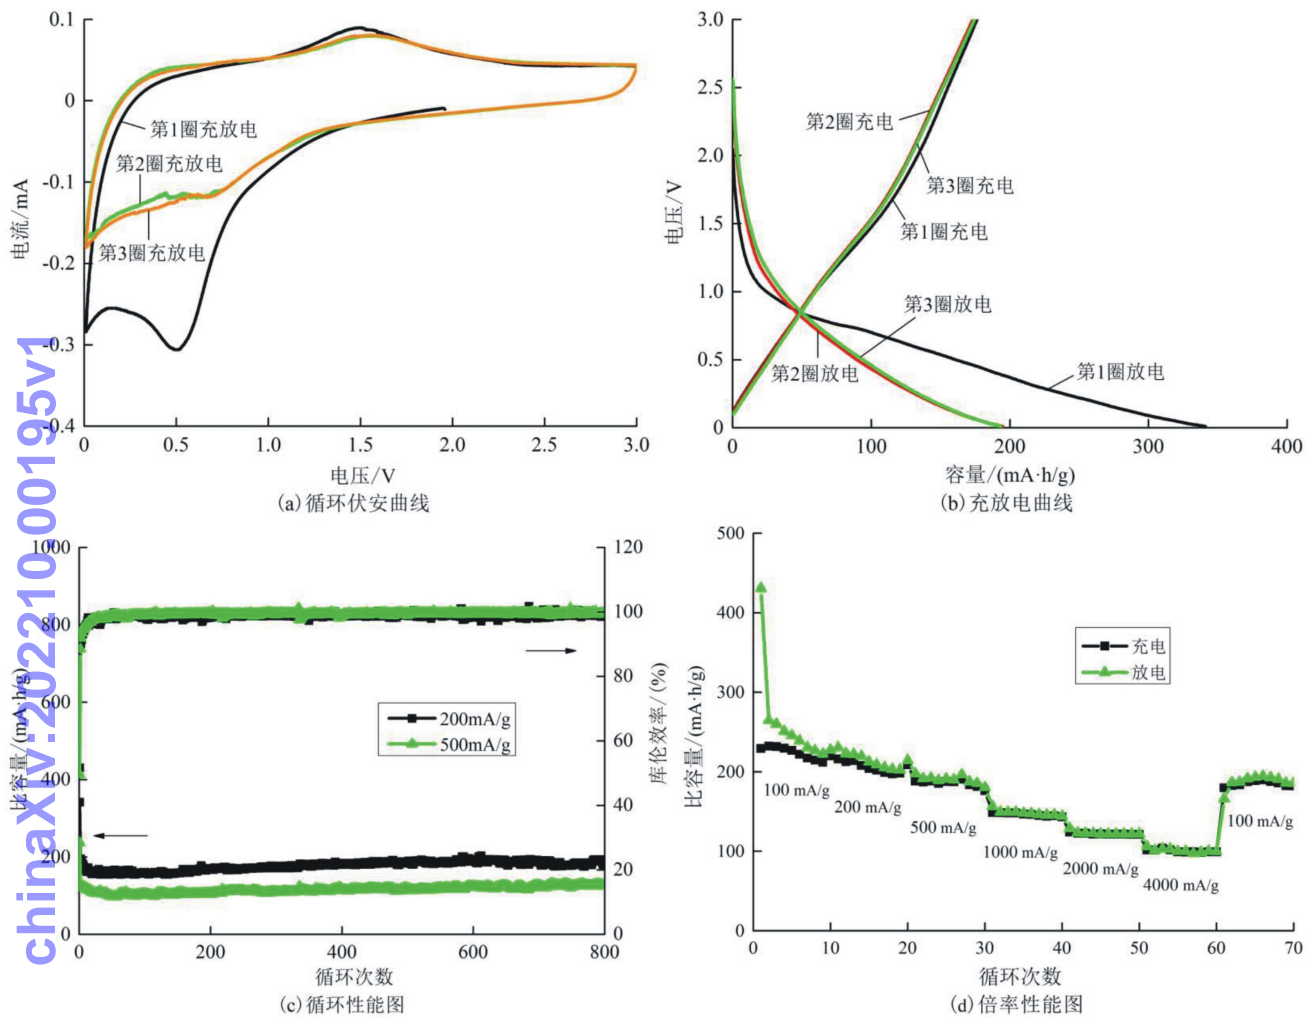 chinaXiv:202210.00195v1
0.1
0
-0.1
-0.2
-0.3
-0.4
电流/mA
第1圈充放电
第2圈充放电
第3圈充放电
0 0.5 1.0 1.5 2.0 2.5 3.0
电压/V
(a)循环伏安曲线
3.0
2.5
2.0
1.5
1.0
0.5
0
电压/V
第2圈充电
第3圈充电
第1圈充电
第3圈放电
第2圈放电
第1圈放电
0 100 200 300 400
容量/(mA·h/g)
(b)充放电曲线
1000
800
600
400
200
0
比容量/(mA·h/g)
120
100
80
60
40
20
0
库伦效率/(%)
200mA/g
500mA/g
0 200 400 600 800
循环次数
(c)循环性能图
500
400
300
200
100
0
比容量/(mA·h/g)
充电
放电
100 mA/g
200 mA/g
500 mA/g
1000 mA/g
2000 mA/g
4000 mA/g
100 mA/g
0 10 20 30 40 50 60 70
循环次数
(d)倍率性能图